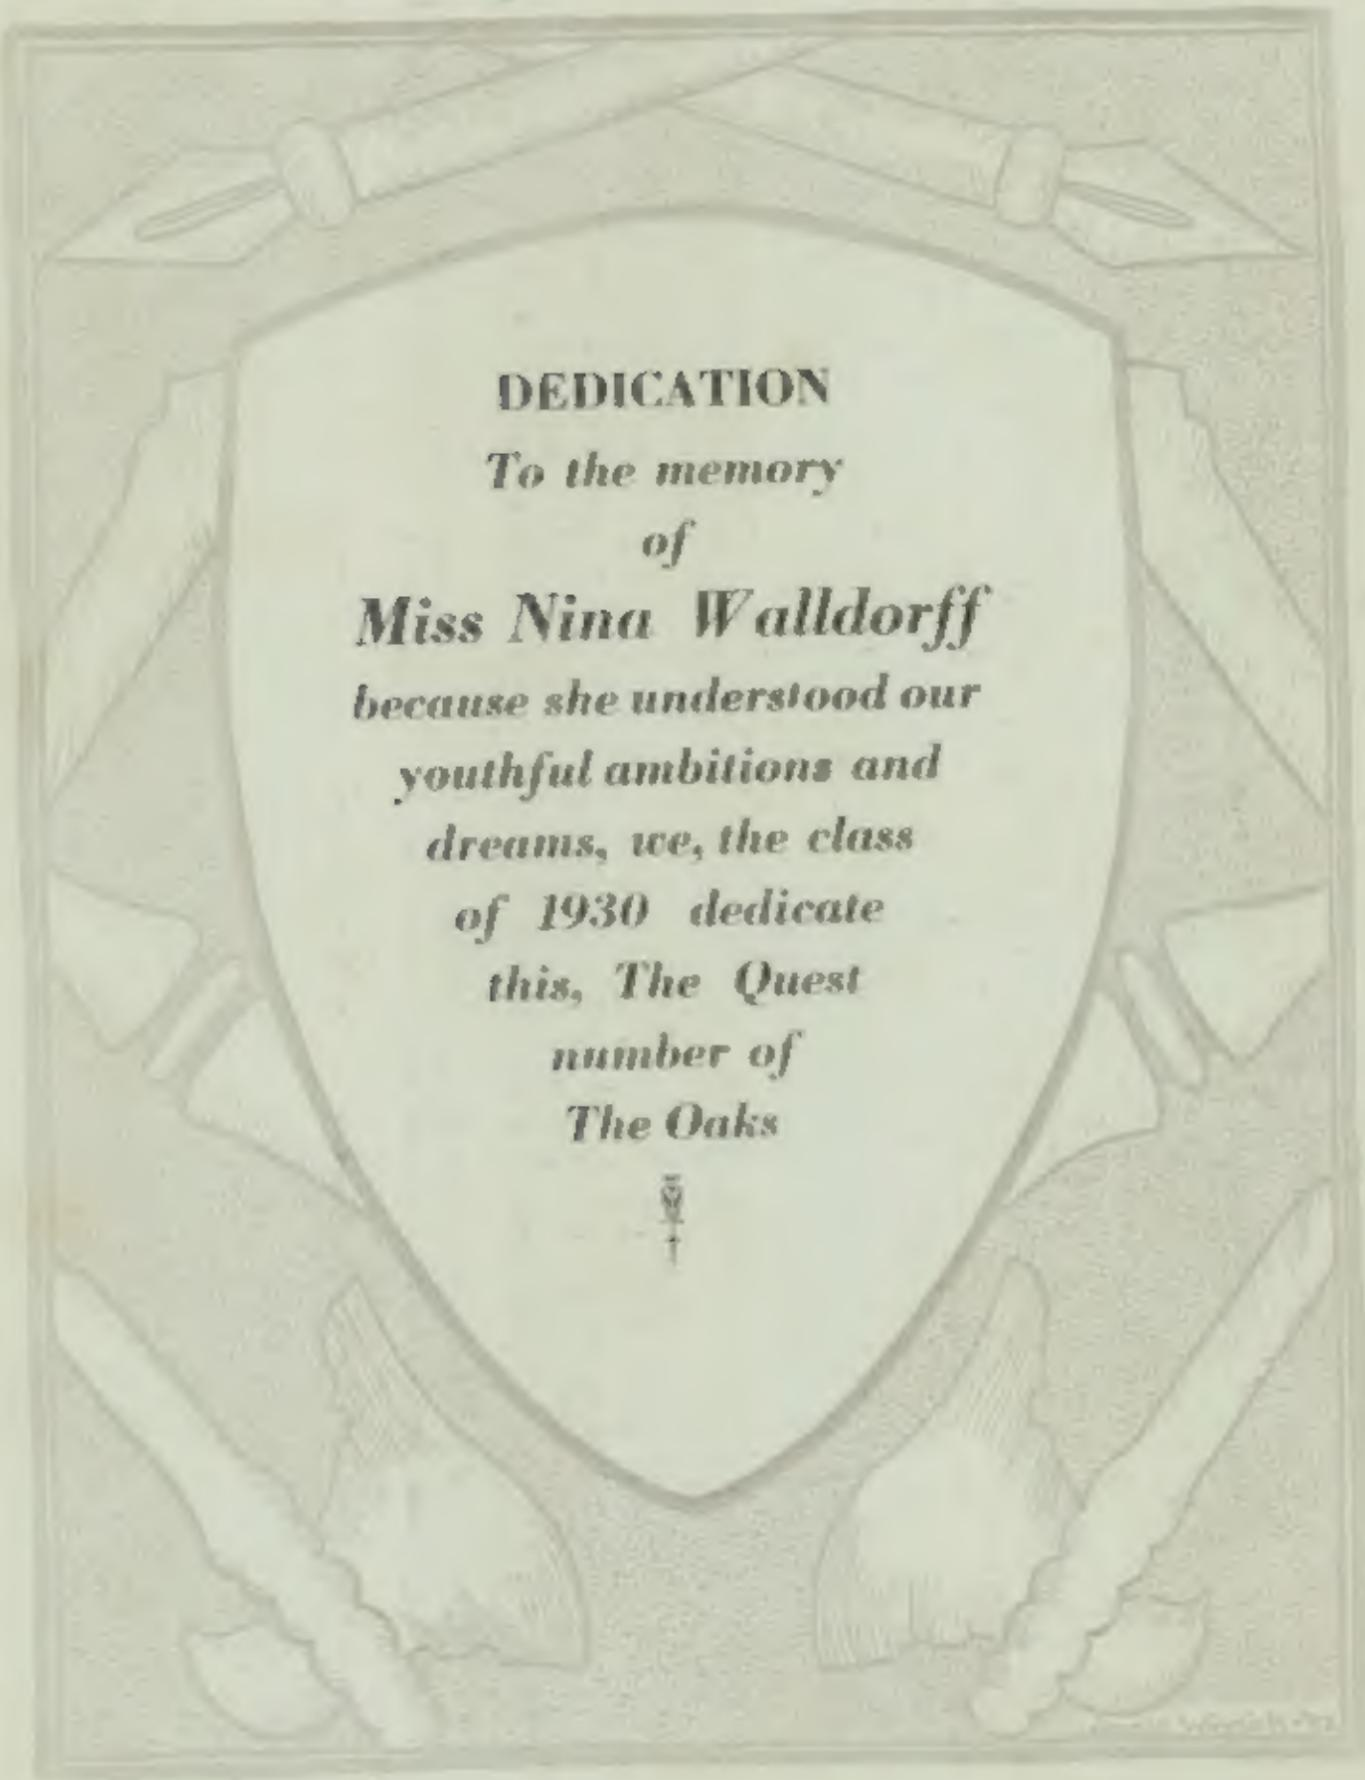 DEDICATION
To the memory
of
Miss Nina Walldorff
because she understood our
youthful ambitions and
dreams, we, the class
of 1930 dedicate
this, The Quest
number of
The Oaks